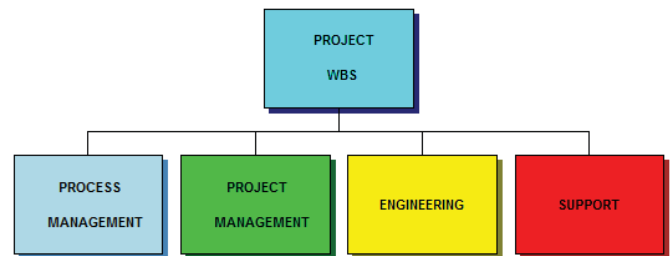 PROJECT
WBS
PROCESS
MANAGEMENT
PROJECT
MANAGEMENT
ENGINEERING
SUPPORT